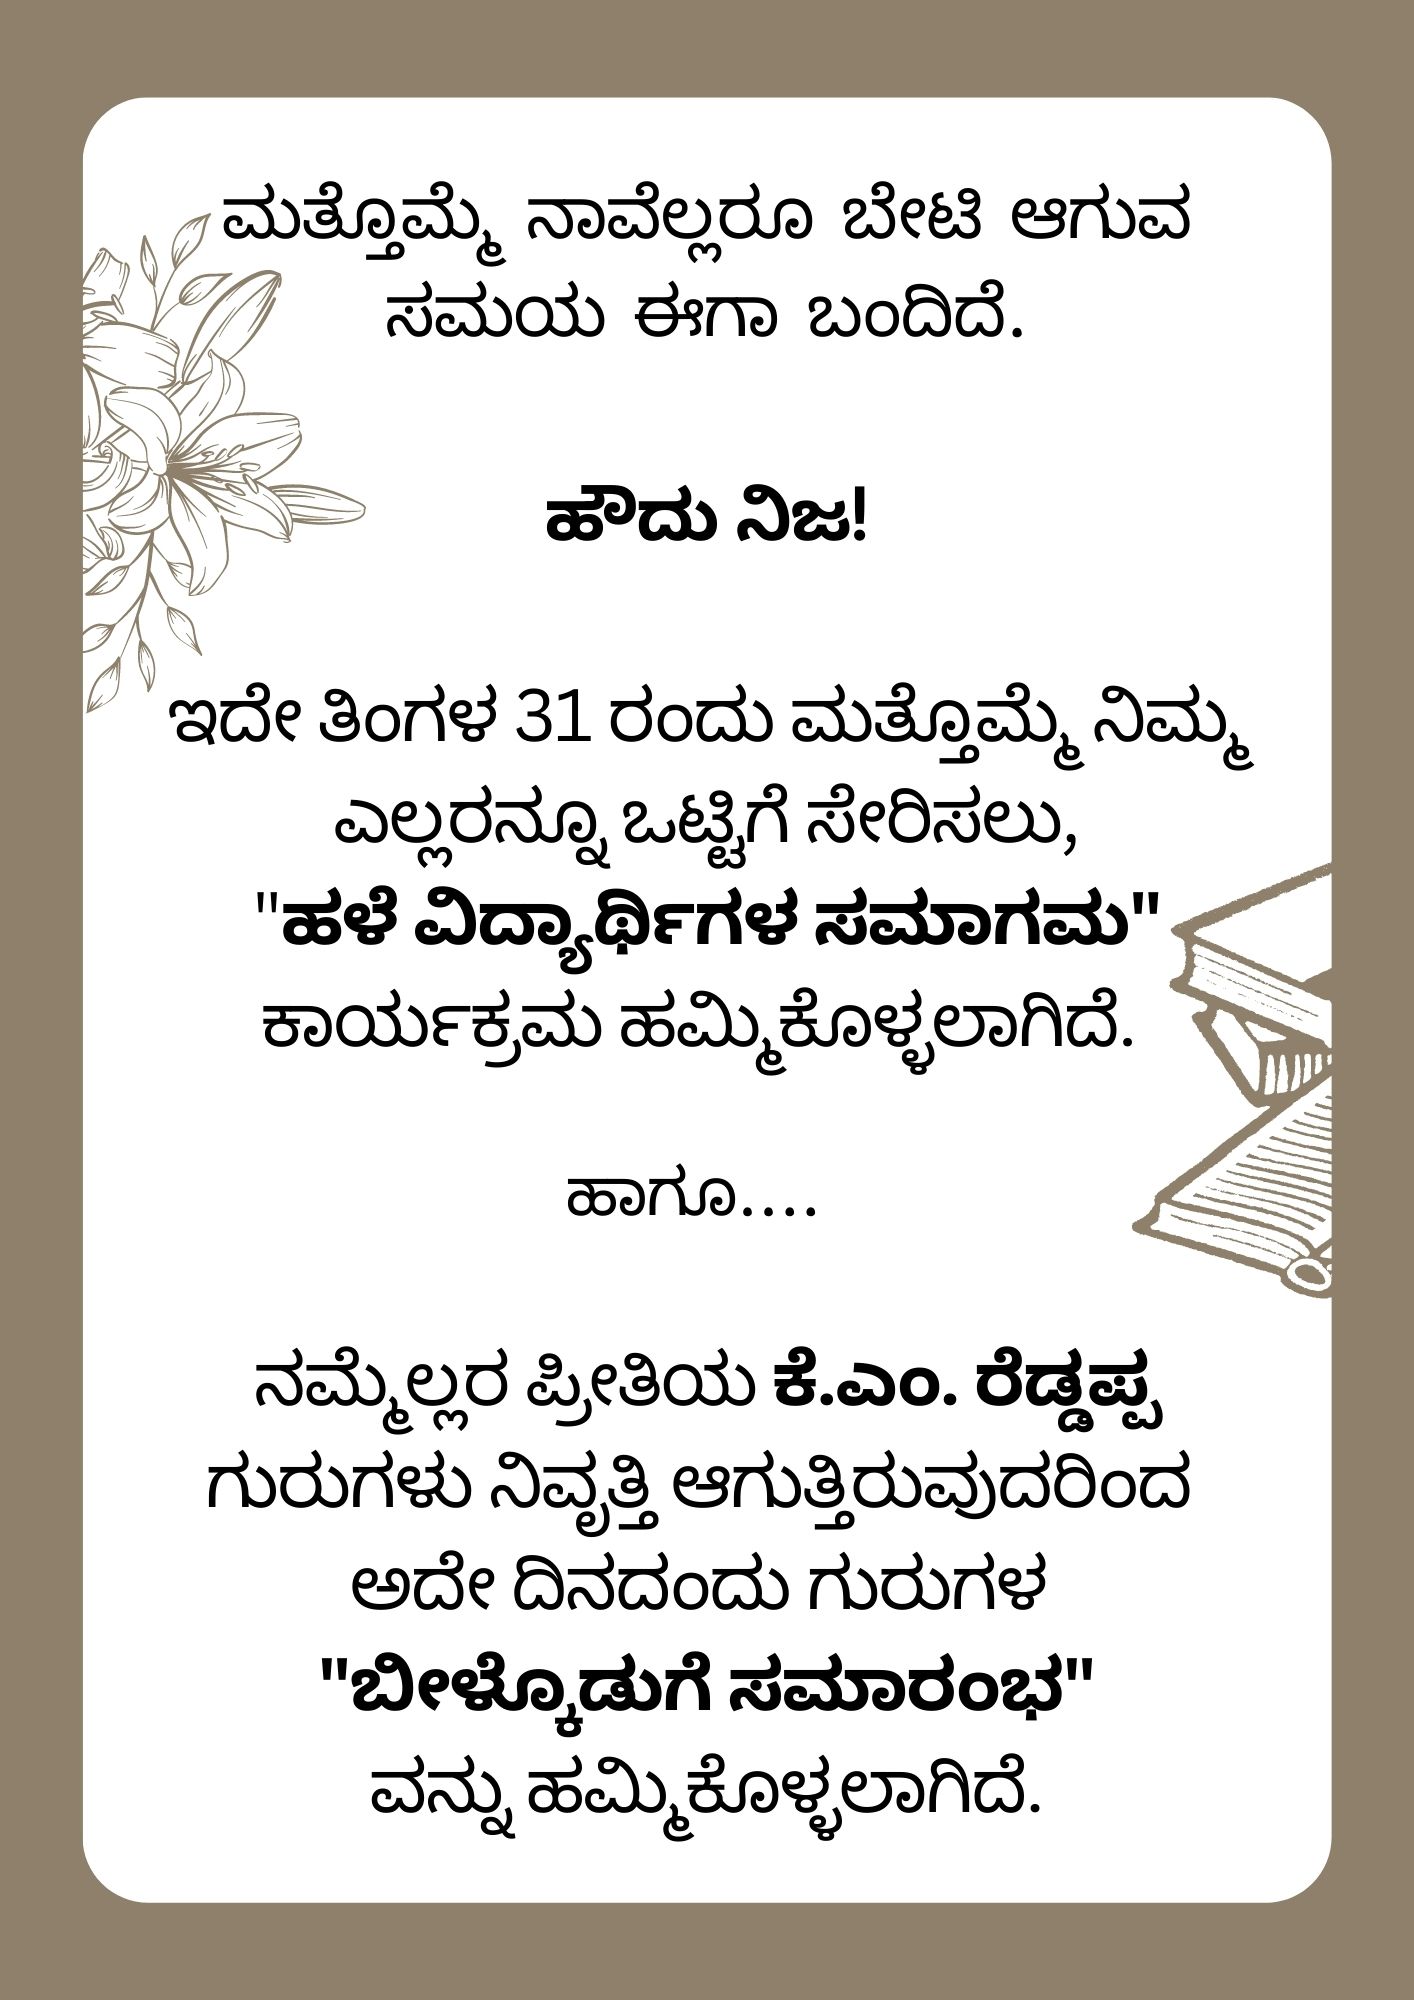 ಮತ್ತೊಮ್ಮೆ ನಾವೆಲ್ಲರೂ ಬೇಟಿ ಆಗುವ
ಸಮಯ ಈಗಾ ಬಂದಿದೆ.
ಹೌದು ನಿಜ!
ಇದೇ ತಿಂಗಳ 31 ರಂದು ಮತ್ತೊಮ್ಮೆ ನಿಮ್ಮ
ಎಲ್ಲರನ್ನೂ ಒಟ್ಟಿಗೆ ಸೇರಿಸಲು,
"ಹಳೆ ವಿದ್ಯಾರ್ಥಿಗಳ ಸಮಾಗಮ"
ಕಾರ್ಯಕ್ರಮ ಹಮ್ಮಿಕೊಳ್ಳಲಾಗಿದೆ.
ಹಾಗೂ....
ನಮ್ಮೆಲ್ಲರ ಪ್ರೀತಿಯ ಕೆ.ಎಂ. ರೆಡ್ಡಪ್ಪ
ಗುರುಗಳು ನಿವೃತ್ತಿ ಆಗುತ್ತಿರುವುದರಿಂದ
ಅದೇ ದಿನದಂದು ಗುರುಗಳ
"ಬೀಳ್ಕೊಡುಗೆ ಸಮಾರಂಭ"
ವನ್ನು ಹಮ್ಮಿಕೊಳ್ಳಲಾಗಿದೆ.